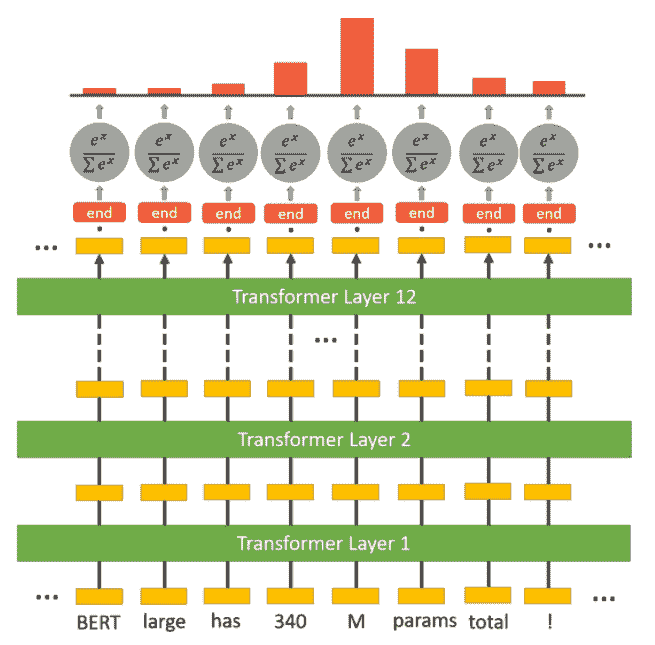 e^x e^x e^x e^x e^x e^x e^x e^x
∑ e^x ∑ e^x ∑ e^x ∑ e^x ∑ e^x ∑ e^x ∑ e^x ∑ e^x
end end end end end end end end
... ...
Transformer Layer 12
...
Transformer Layer 2
Transformer Layer 1
... ...
BERT large has 340 M params total !